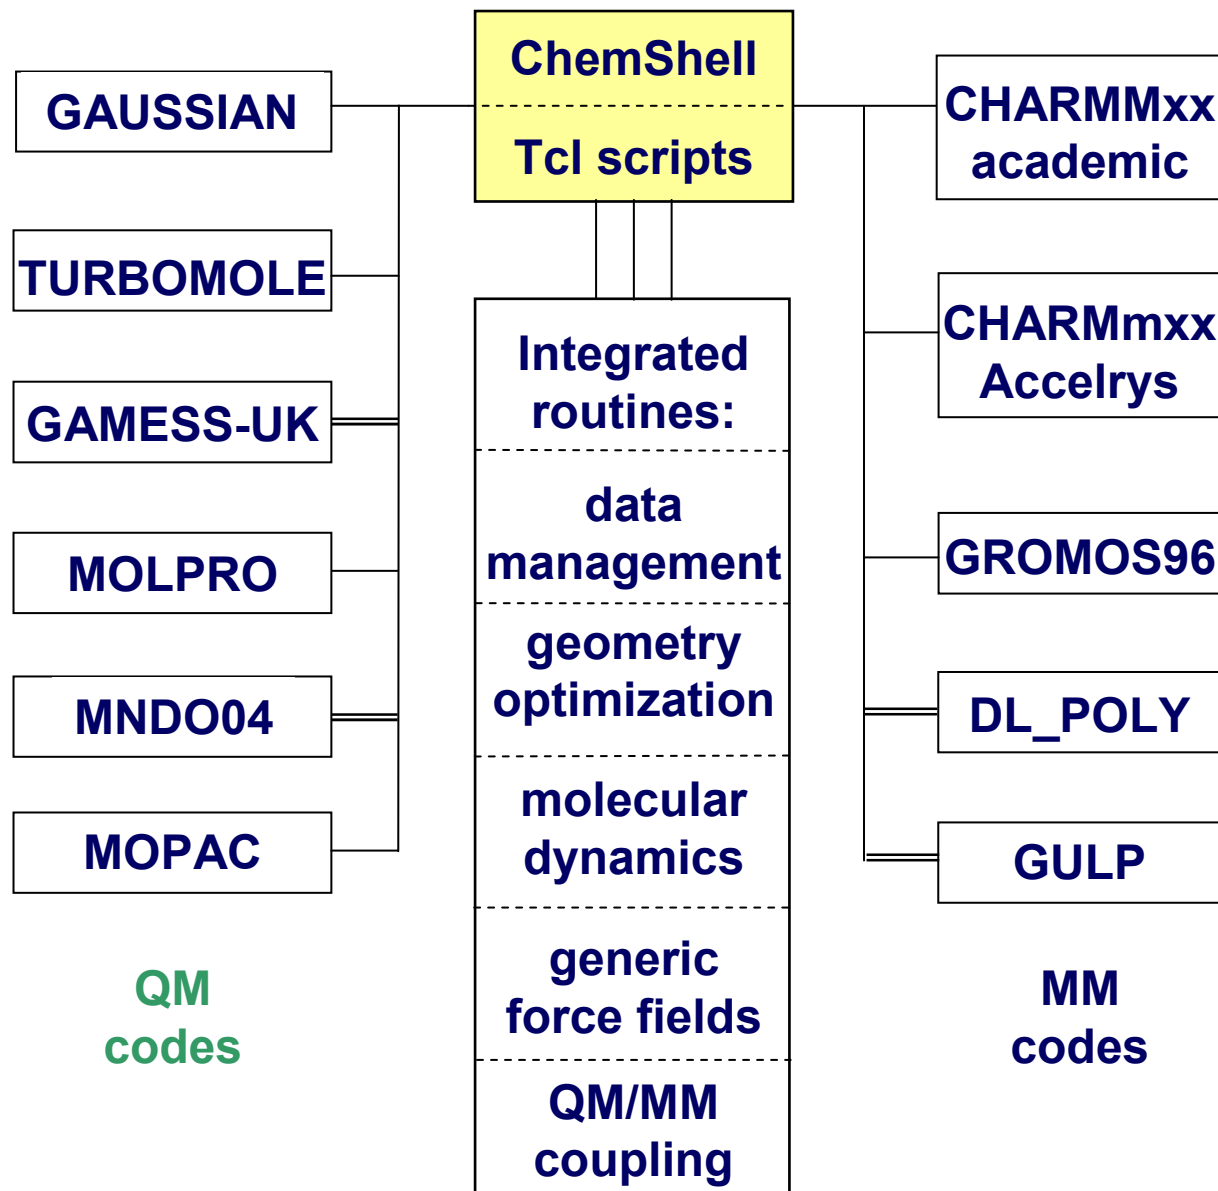 ChemShell
Tcl scripts
GAUSSIAN
TURBOMOLE
GAMESS-UK
MOLPRO
MNDO04
MOPAC
QM
codes
Integrated
routines:
data
management
geometry
optimization
molecular
dynamics
generic
force fields
QM/MM
coupling
CHARMMxx
academic
CHARMmxx
Accelrys
GROMOS96
DL_POLY
GULP
MM
codes